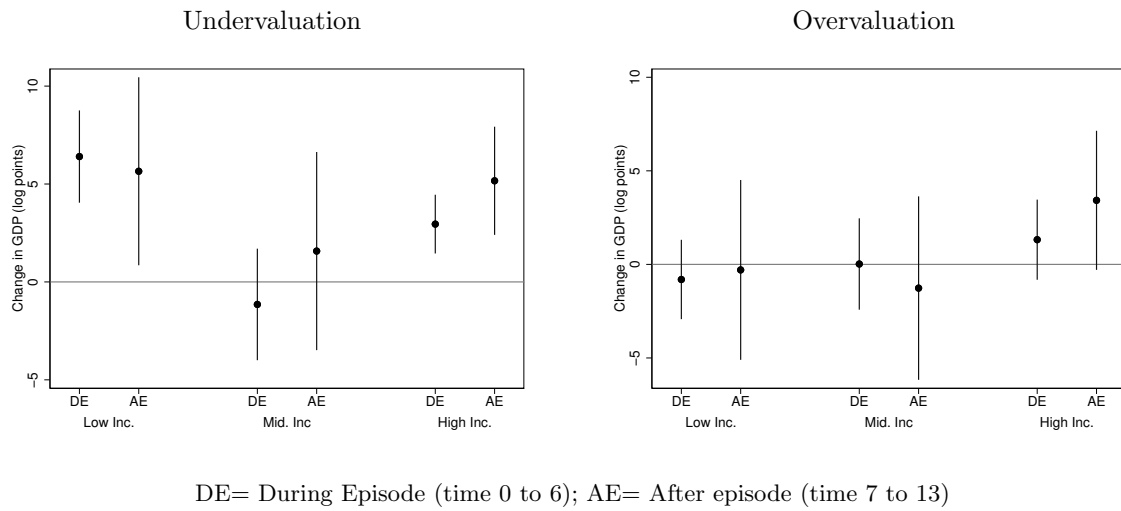 Undervaluation
Change in GDP (log points)
10
5
0
−5
DE AE DE AE DE AE
Low Inc. Mid. Inc High Inc.
Overvaluation
Change in GDP (log points)
10
5
0
−5
DE AE DE AE DE AE
Low Inc. Mid. Inc High Inc.
DE= During Episode (time 0 to 6); AE= After episode (time 7 to 13)